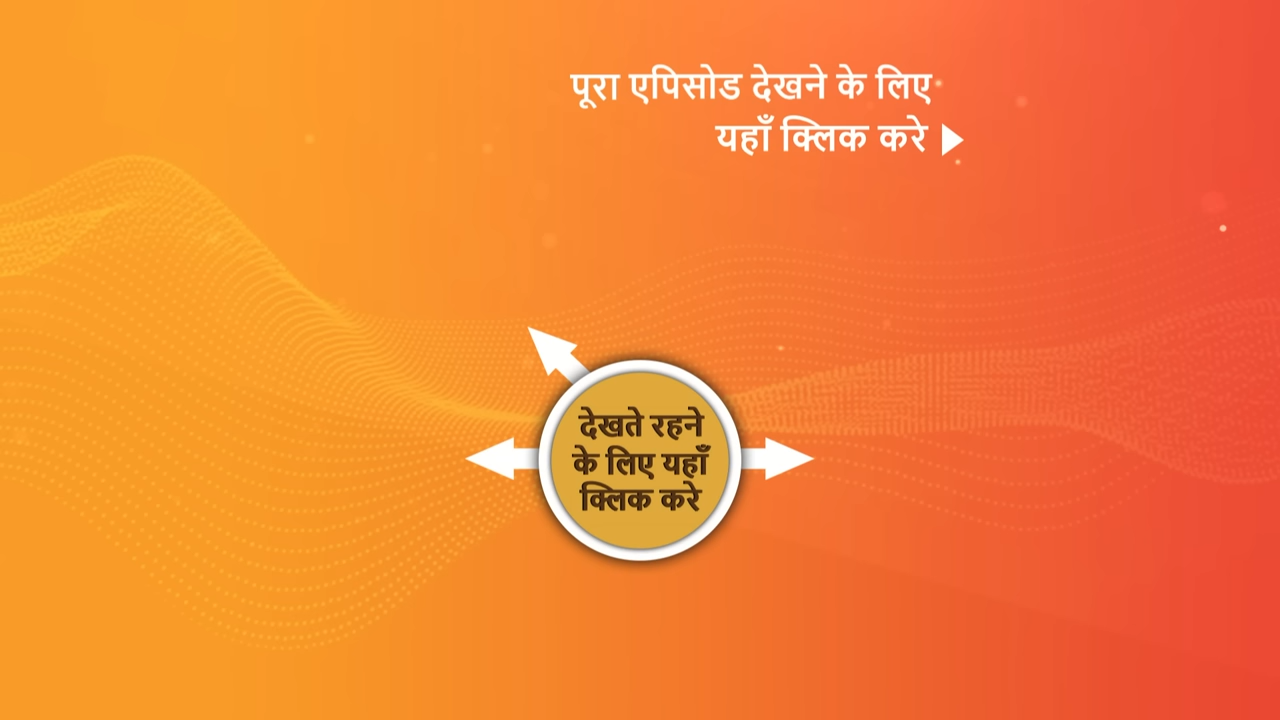 पूरा एपिसोड देखने के लिए
यहाँ क्लिक करे
देखते रहने
के लिए यहाँ
क्लिक करे